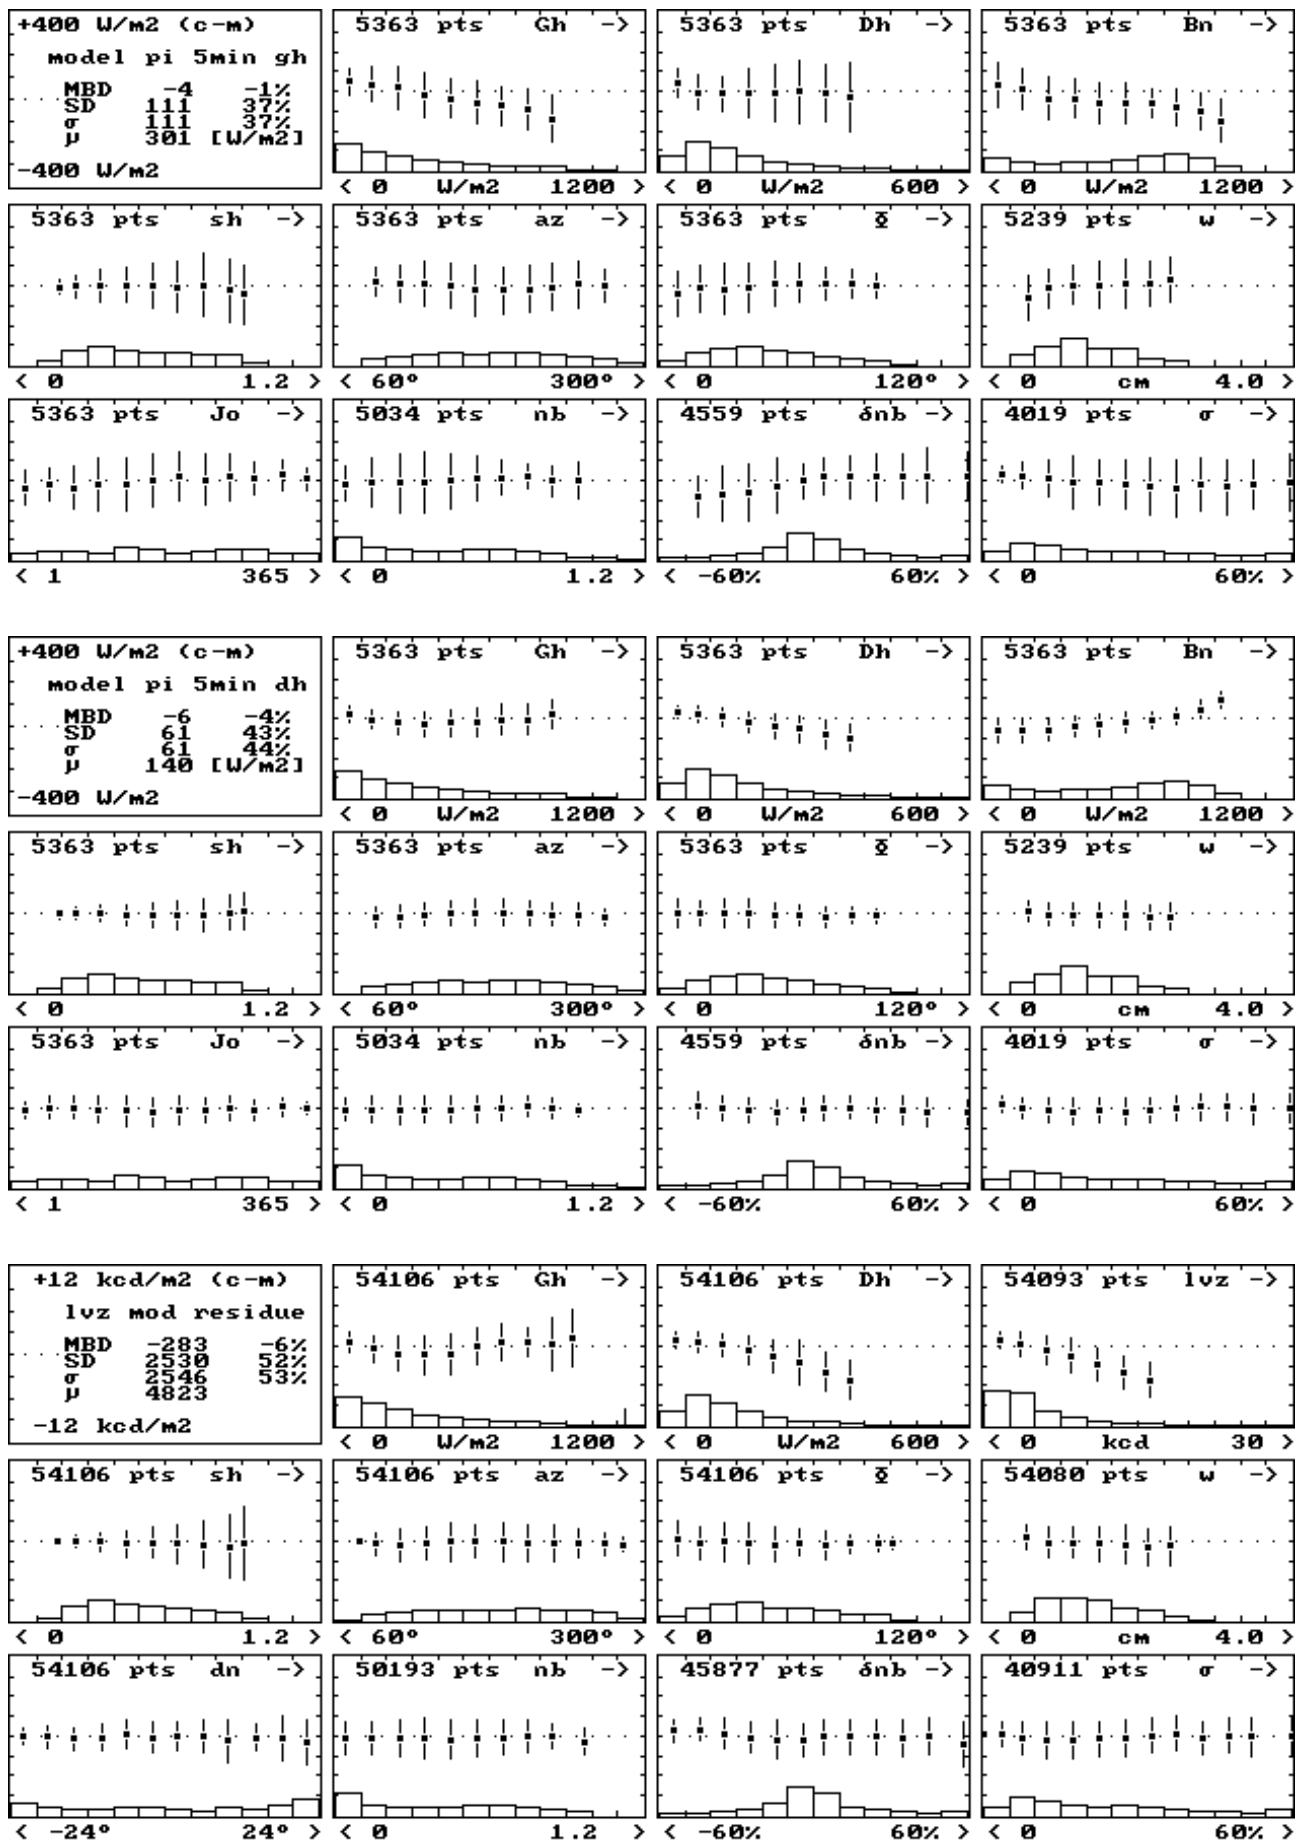 +400 W/m2 (c-m)
model pi 5min gh
MBD -4 -1%
SD 111 37%
σ 111 37%
µ 301 [W/m2]
-400 W/m2
5363 pts Gh ->
< 0 W/m2 1200 >
5363 pts Dh ->
< 0 W/m2 600 >
5363 pts Bn ->
< 0 W/m2 1200 >
5363 pts sh ->
< 0 1.2 >
5363 pts az ->
< 60° 300° >
5363 pts Φ ->
< 0 120° >
5239 pts w ->
< 0 cm 4.0 >
5363 pts Jo ->
< 1 365 >
5034 pts nb ->
< 0 1.2 >
4559 pts δnb ->
< -60% 60% >
4019 pts σ ->
< 0 60% >
+400 W/m2 (c-m)
model pi 5min dh
MBD -6 -4%
SD 61 43%
σ 61 44%
µ 140 [W/m2]
-400 W/m2
5363 pts Gh ->
< 0 W/m2 1200 >
5363 pts Dh ->
< 0 W/m2 600 >
5363 pts Bn ->
< 0 W/m2 1200 >
5363 pts sh ->
< 0 1.2 >
5363 pts az ->
< 60° 300° >
5363 pts Φ ->
< 0 120° >
5239 pts w ->
< 0 cm 4.0 >
5363 pts Jo ->
< 1 365 >
5034 pts nb ->
< 0 1.2 >
4559 pts δnb ->
< -60% 60% >
4019 pts σ ->
< 0 60% >
+12 kcd/m2 (c-m)
lvz mod residue
MBD -283 -6%
SD 2530 52%
σ 2546 53%
µ 4823
-12 kcd/m2
54106 pts Gh ->
< 0 W/m2 1200 >
54106 pts Dh ->
< 0 W/m2 600 >
54093 pts lvz ->
< 0 kcd 30 >
54106 pts sh ->
< 0 1.2 >
54106 pts az ->
< 60° 300° >
54106 pts Φ ->
< 0 120° >
54080 pts w ->
< 0 cm 4.0 >
54106 pts dn ->
< -24° 24° >
50193 pts nb ->
< 0 1.2 >
45877 pts δnb ->
< -60% 60% >
40911 pts σ ->
< 0 60% >